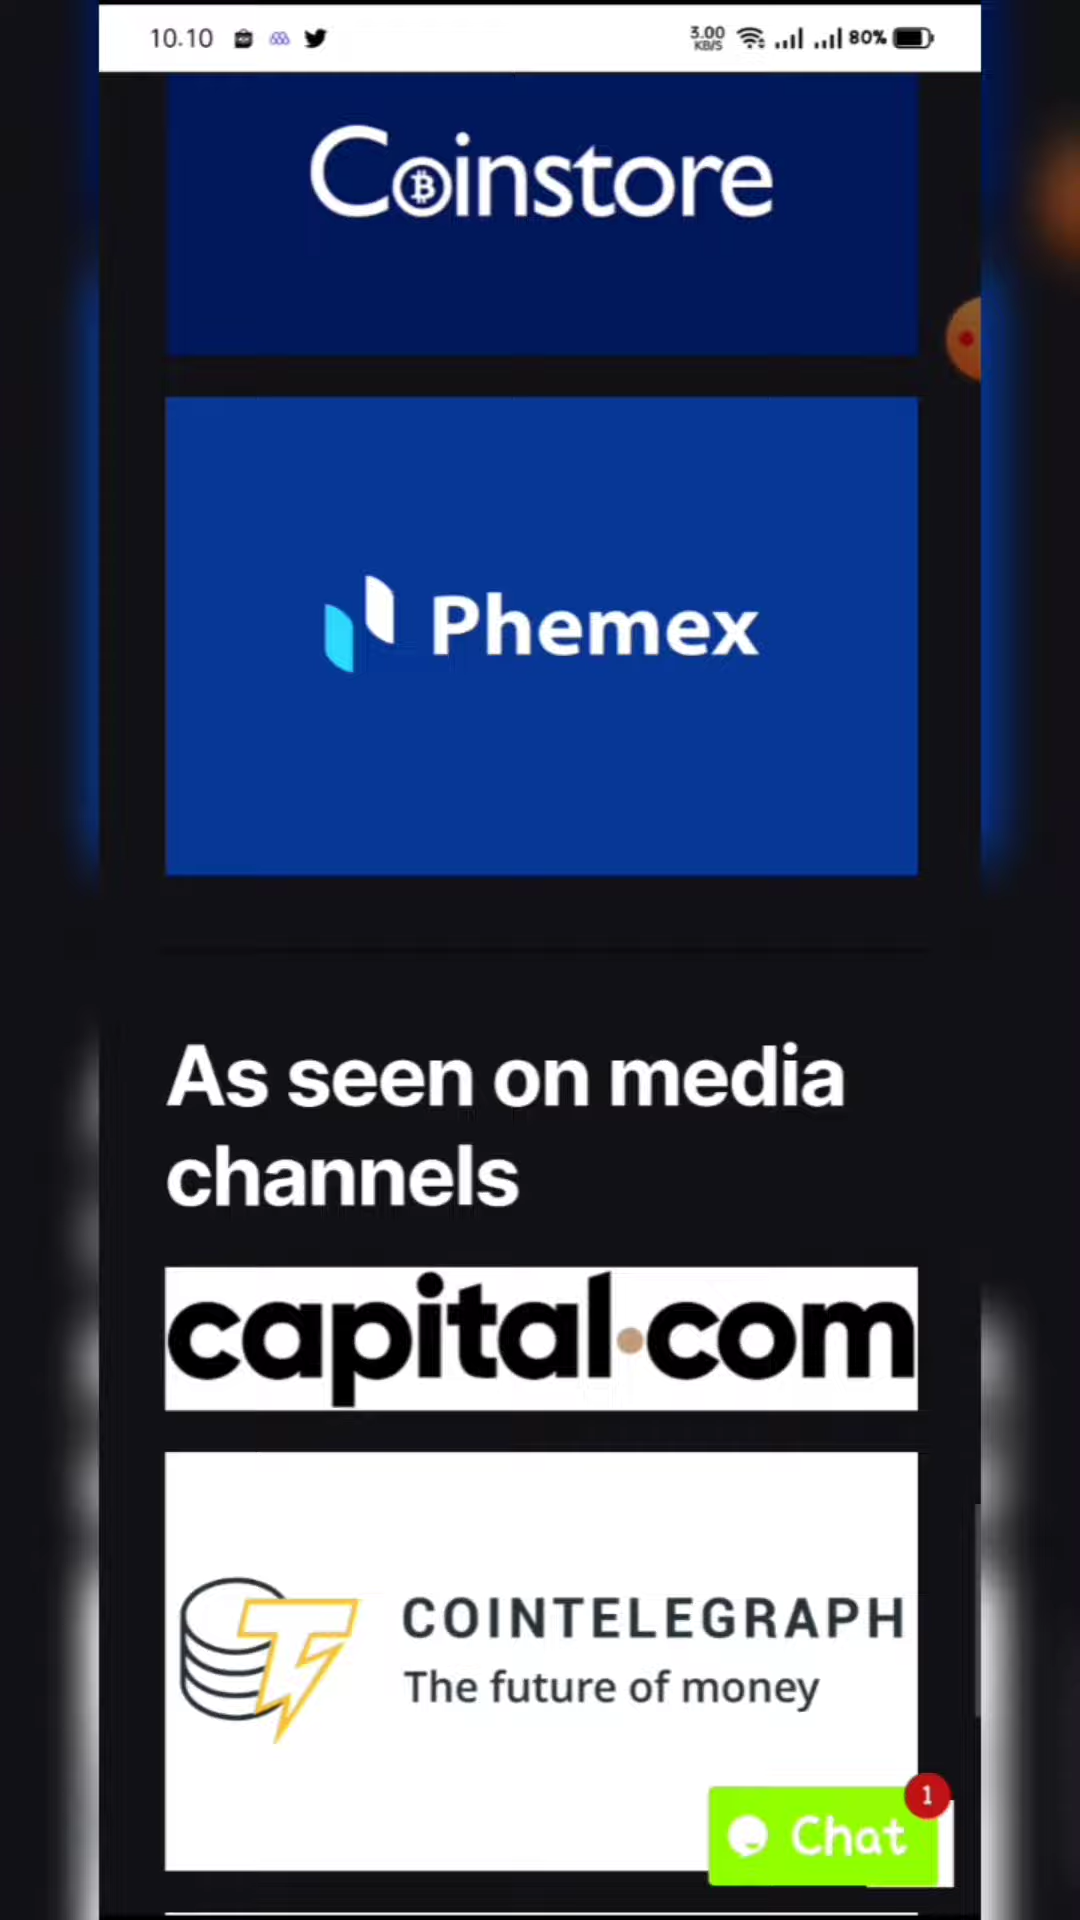 10.10
3.00
KB/S
80%
Coinstore
Phemex
As seen on media
channels
capital.com
COINTELEGRAPH
The future of money
1
Chat